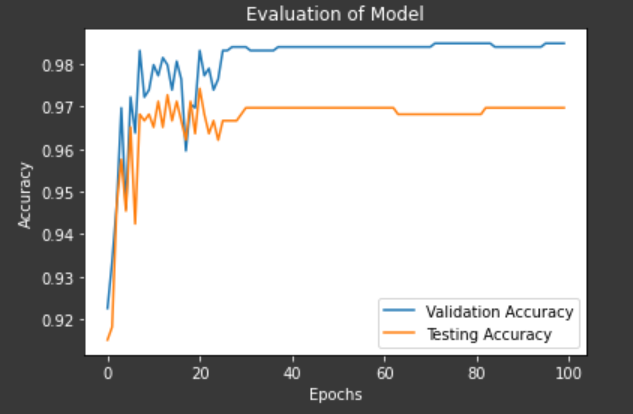 Evaluation of Model
Accuracy
0.98
0.97
0.96
0.95
0.94
0.93
0.92
Validation Accuracy
Testing Accuracy
0 20 40 60 80 100
Epochs